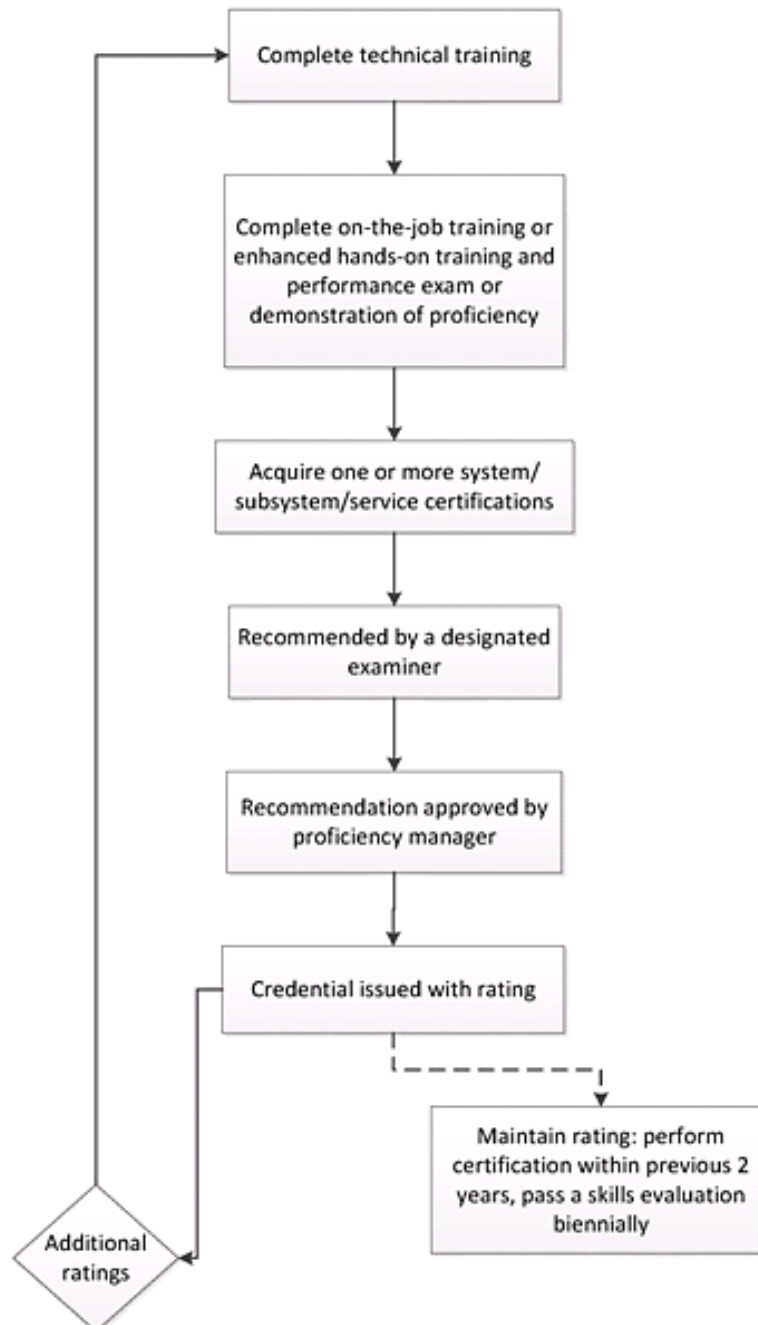 Complete technical training
Complete on-the-job training or
enhanced hands-on training and
performance exam or
demonstration of proficiency
Acquire one or more system/
subsystem/service certifications
Recommended by a designated
examiner
Recommendation approved by
proficiency manager
Credential issued with rating
Maintain rating: perform
certification within previous 2
years, pass a skills evaluation
biennially
Additional
ratings